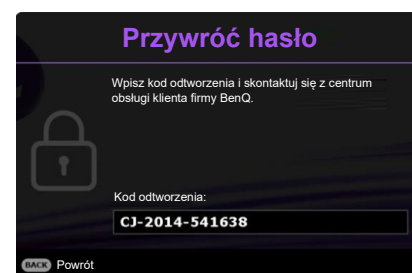 Przywróć hasło
Wpisz kod odtworzenia i skontaktuj się z centrum
obsługi klienta firmy BenQ.
Kod odtworzenia:
CJ-2014-541638
BACK Powrót